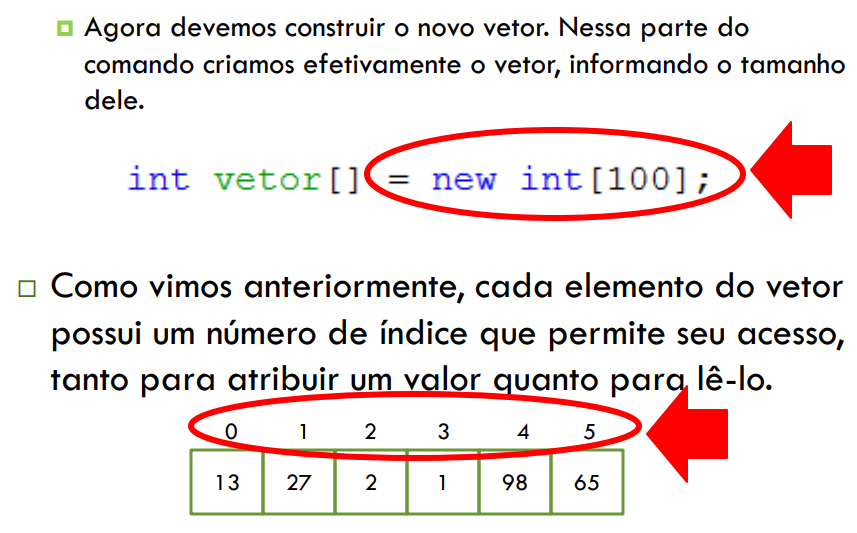 Agora devemos construir o novo vetor. Nessa parte do
comando criamos efetivamente o vetor, informando o tamanho
dele.
int vetor[] = new int[100];
Como vimos anteriormente, cada elemento do vetor
possui um número de índice que permite seu acesso,
tanto para atribuir um valor quanto para lê-lo.
0 1 2 3 4 5
13 27 2 1 98 65